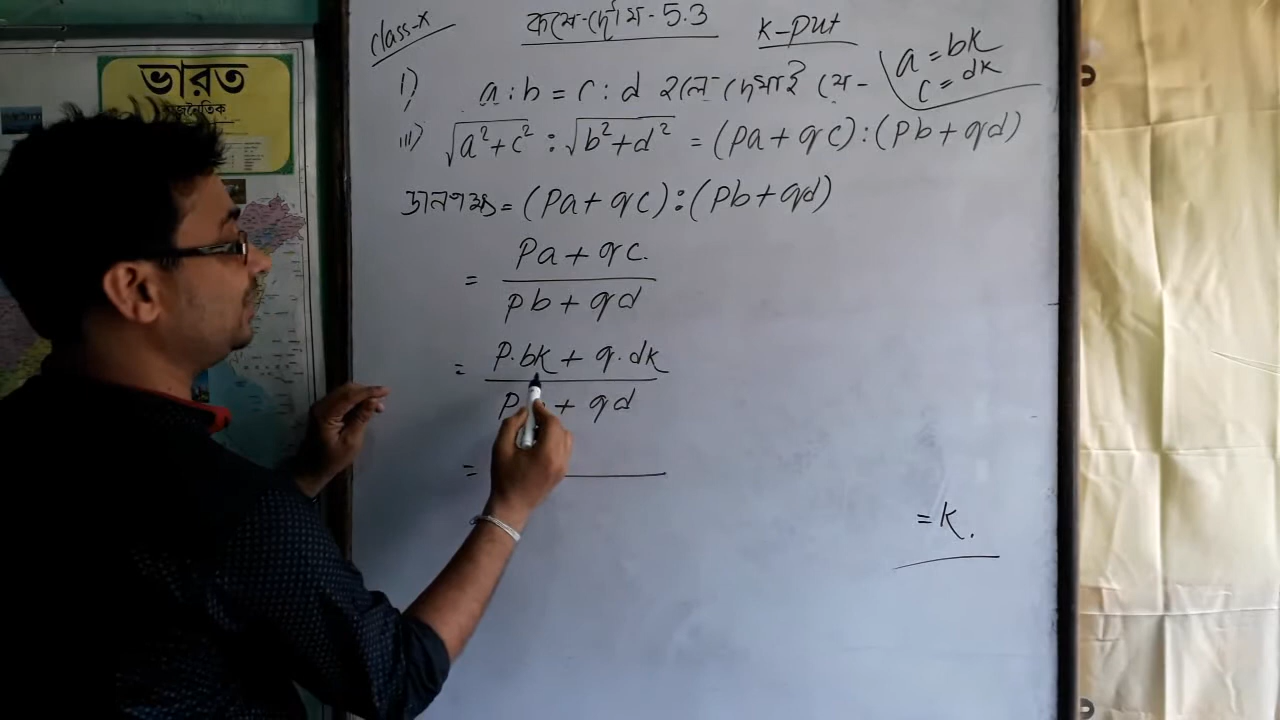 ভারত
রাজনৈতিক
class-X
কষে দেখি - 5.3
K-Put
a = bk
c = dk
i) a : b = c : d হলে দেখাই যে -
iii) √a²+c² : √b²+d² = (Pa + qc) : (Pb + qd)
ডানপক্ষ = (Pa + qc) : (Pb + qd)
= Pa + qc.
Pb + qd
= P.bk + q.dk
P + qd
=
= K.